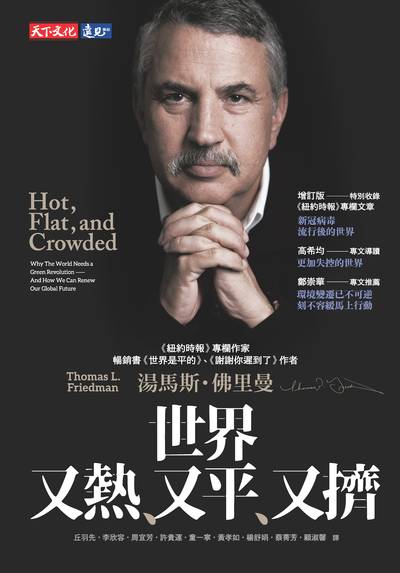 天下文化 遠見
Hot,
Flat, and
Crowded
Why The World Needs a
Green Revolution —
And How We Can Renew
Our Global Future
增訂版——特別收錄
《紐約時報》專欄文章
新冠病毒
流行後的世界
高希均——專文導讀
更加失控的世界
鄭崇華——專文推薦
環境變遷已不可逆
刻不容緩馬上行動
《紐約時報》專欄作家
暢銷書《世界是平的》、《謝謝你遲到了》作者
Thomas L.
Friedman
湯馬斯・佛里曼
世界
又熱、又平、又擠
丘羽先・李欣容・周宜芳・許貴運・童一寧・黃孝如・楊舒娟・蔡菁芳・顧淑馨 譯